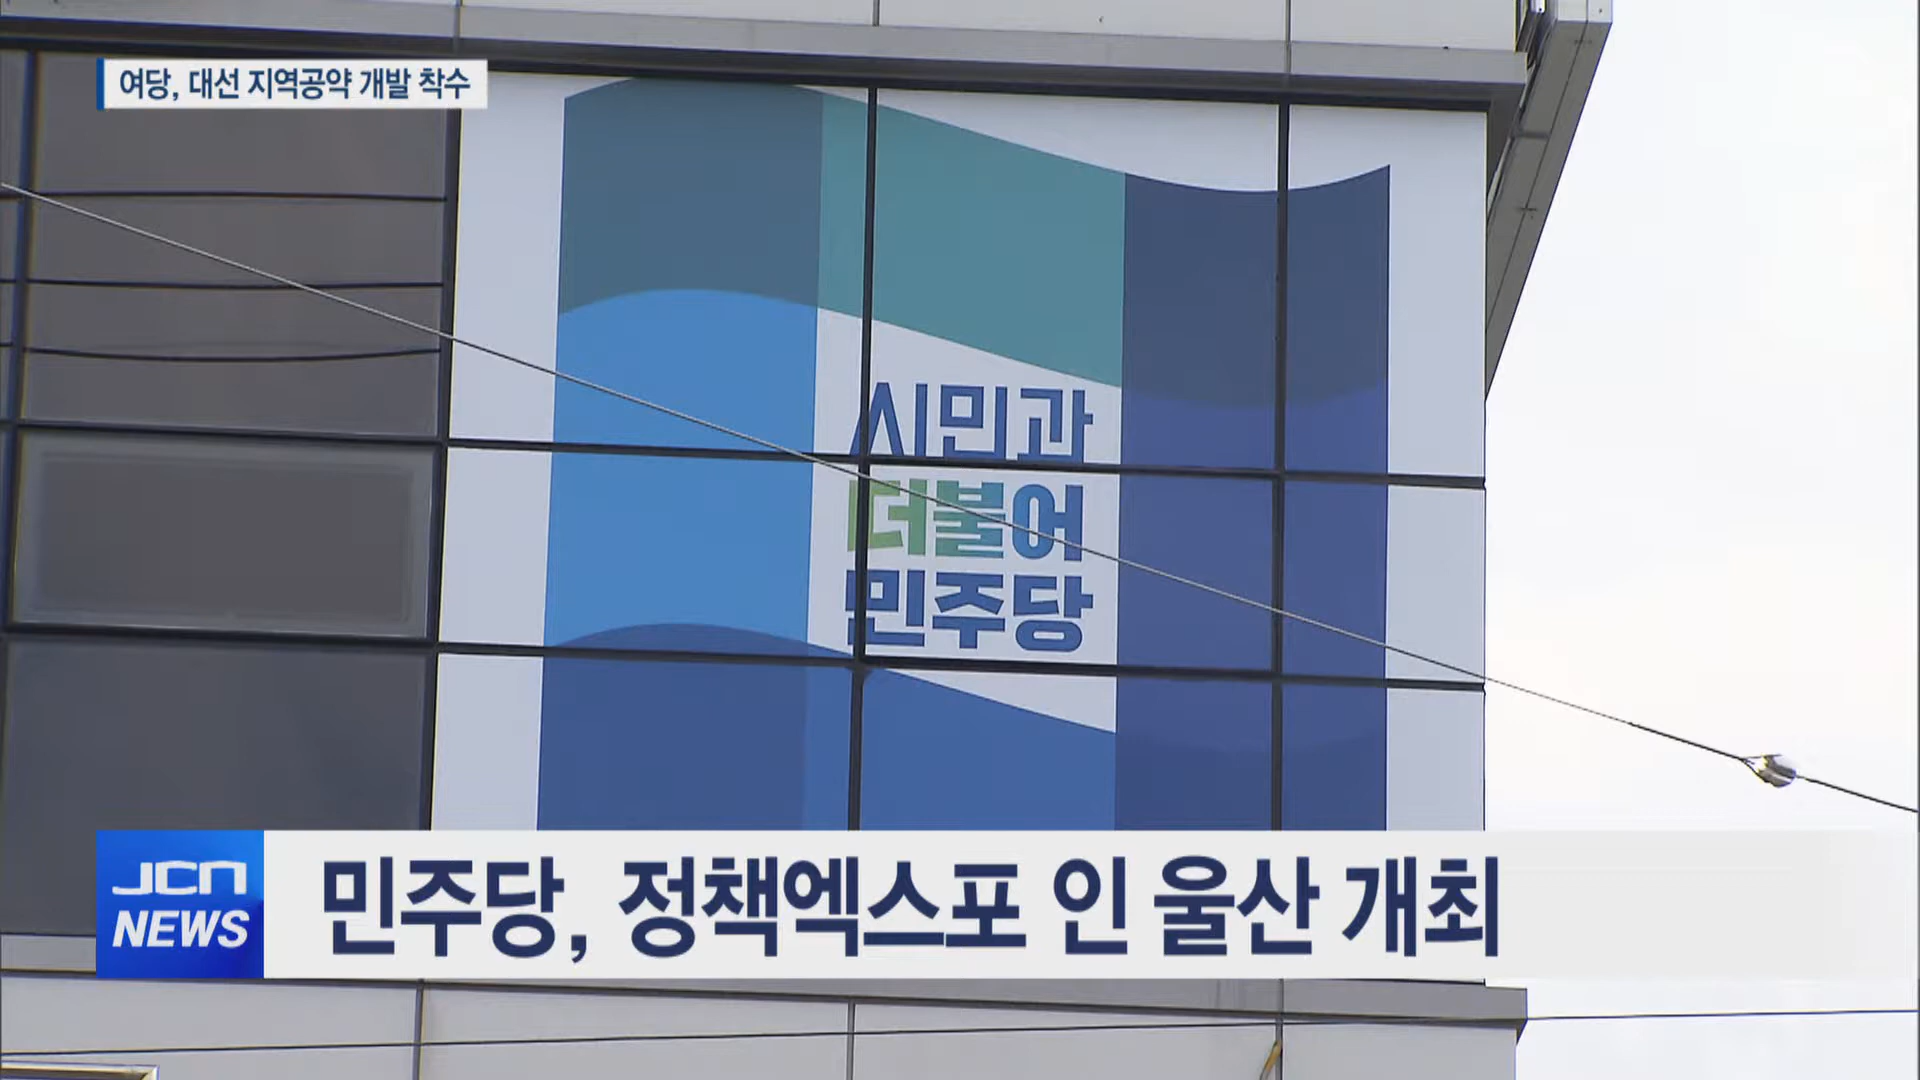 여당, 대선 지역공약 개발 착수
시민과
더불어
민주당
JCN
NEWS
민주당, 정책엑스포 인 울산 개최